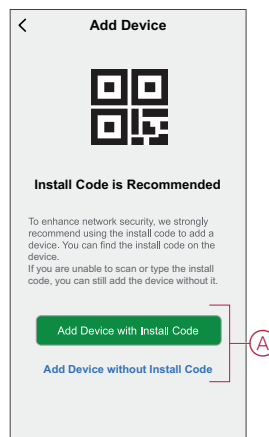 Add Device
Install Code is Recommended
To enhance network security, we strongly
recommend using the install code to add a
device. You can find the install code on the
device.
If you are unable to scan or type the install
code, you can still add the device without it.
Add Device with Install Code
A
Add Device without Install Code